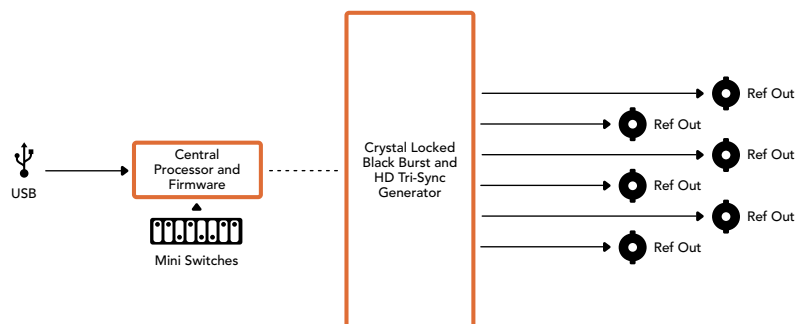 USB
Central
Processor and
Firmware
Mini Switches
Crystal Locked
Black Burst and
HD Tri-Sync
Generator
Ref Out
Ref Out
Ref Out
Ref Out
Ref Out
Ref Out